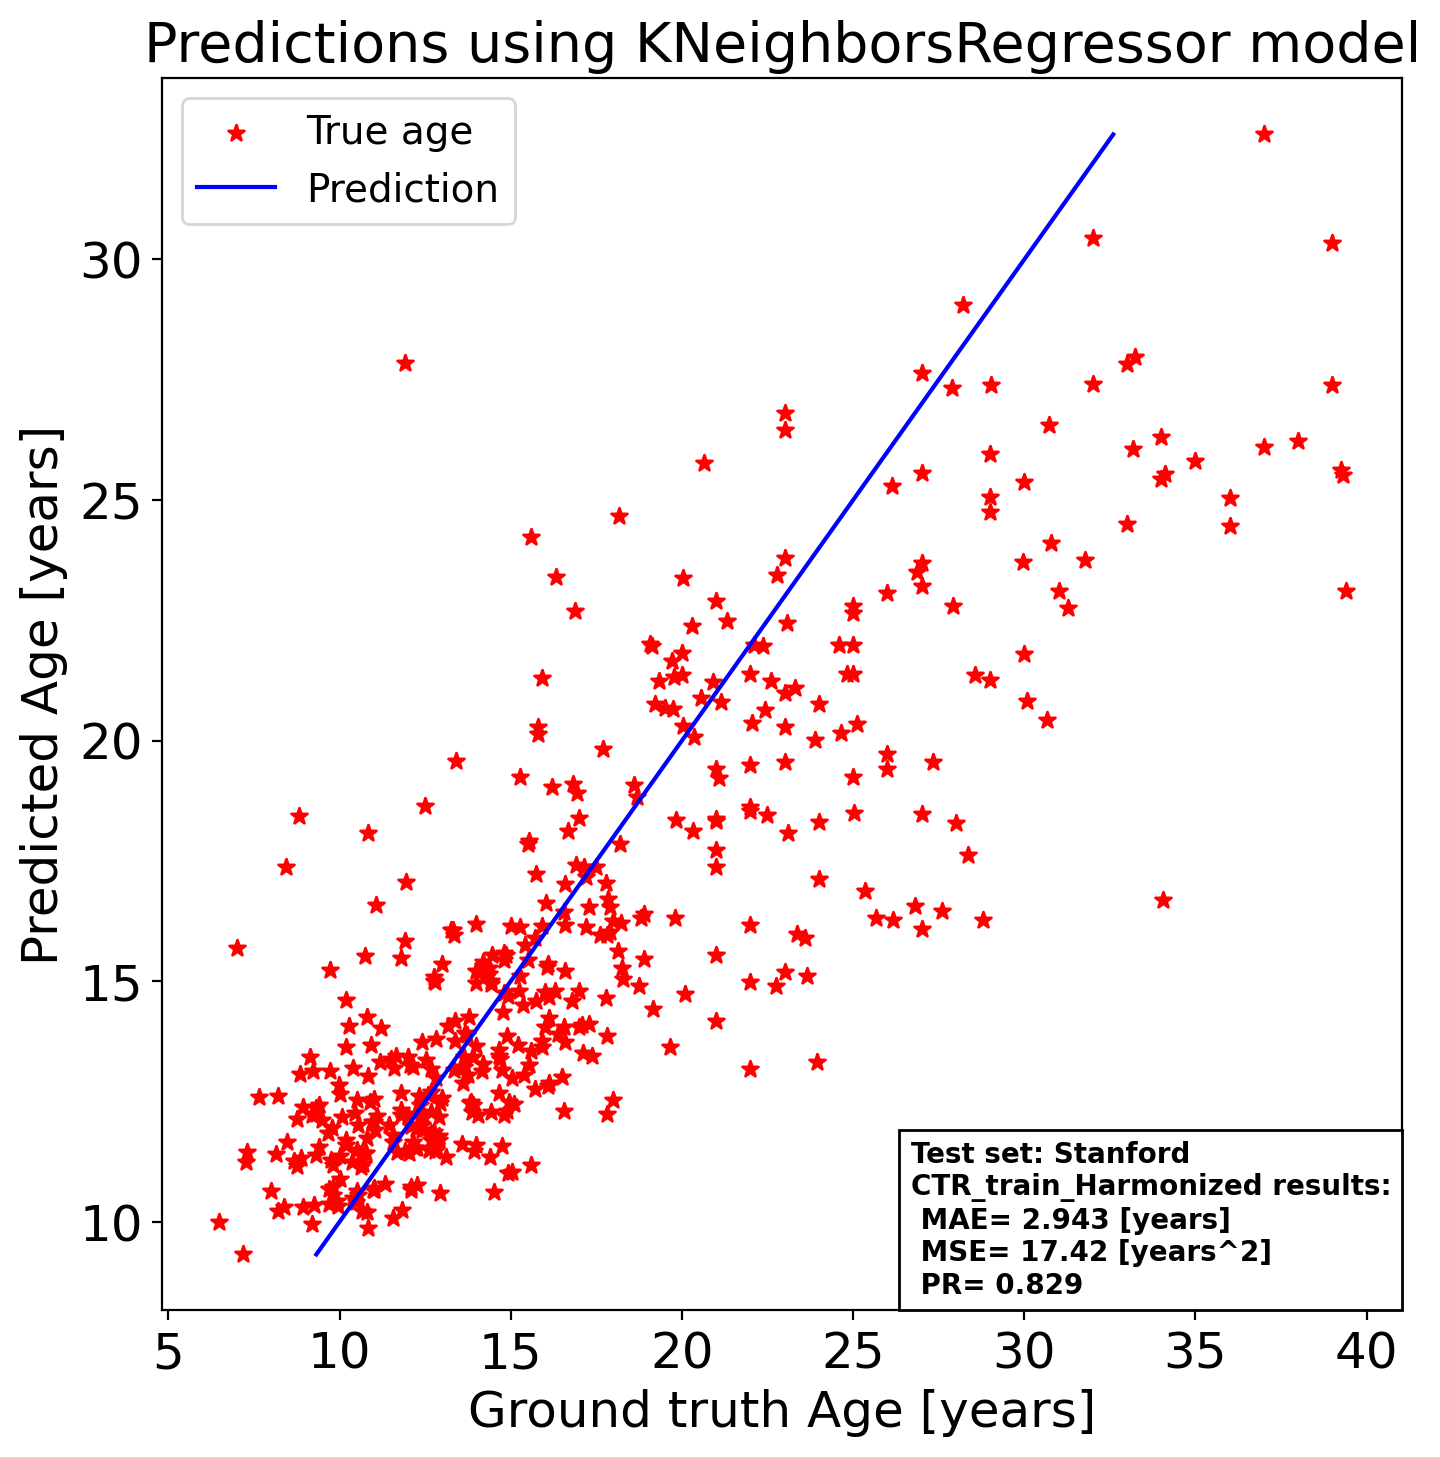 Predictions using KNeighborsRegressor model
True age
Prediction
30
25
20
15
10
Predicted Age [years]
Test set: Stanford
CTR_train_Harmonized results:
MAE= 2.943 [years]
MSE= 17.42 [years^2]
PR= 0.829
5 10 15 20 25 30 35 40
Ground truth Age [years]